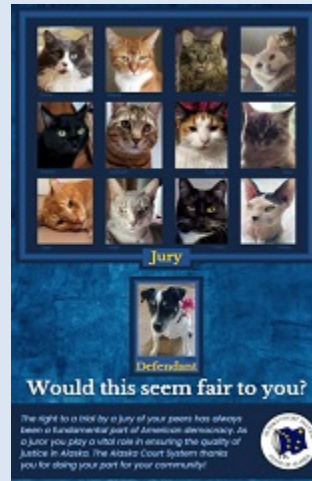 Jury
Defendant
Would this seem fair to you?
The right to a trial by a jury of your peers has always
been a fundamental part of American democracy. As
a juror you play a vital role in ensuring the quality of
justice in Alaska. The Alaska Court System thanks
you for doing your part for your community!